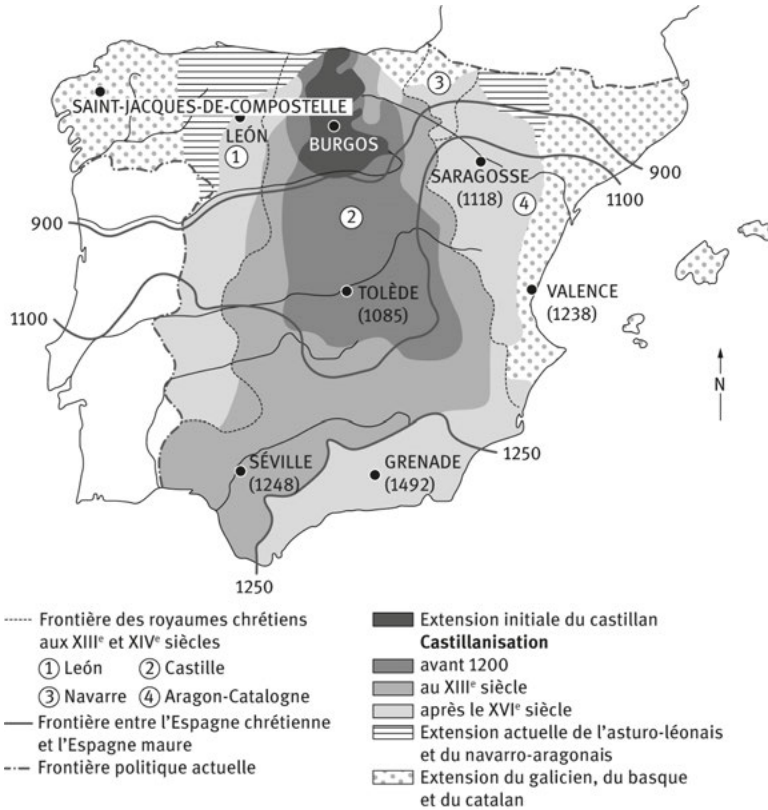 SAINT-JACQUES-DE-COMPOSTELLE
LEÓN
①
BURGOS
③
SARAGOSSE
(1118)
④
900
1100
②
900
TOLÈDE
(1085)
VALENCE
(1238)
1100
N
SÉVILLE
(1248)
GRENADE
(1492)
1250
1250
Frontière des royaumes chrétiens
aux XIIIe et XIVe siècles
① León ② Castille
③ Navarre ④ Aragon-Catalogne
Frontière entre l'Espagne chrétienne
et l'Espagne maure
Frontière politique actuelle
Extension initiale du castillan
Castillanisation
avant 1200
au XIIIe siècle
après le XVIe siècle
Extension actuelle de l'asturo-léonais
et du navarro-aragonais
Extension du galicien, du basque
et du catalan